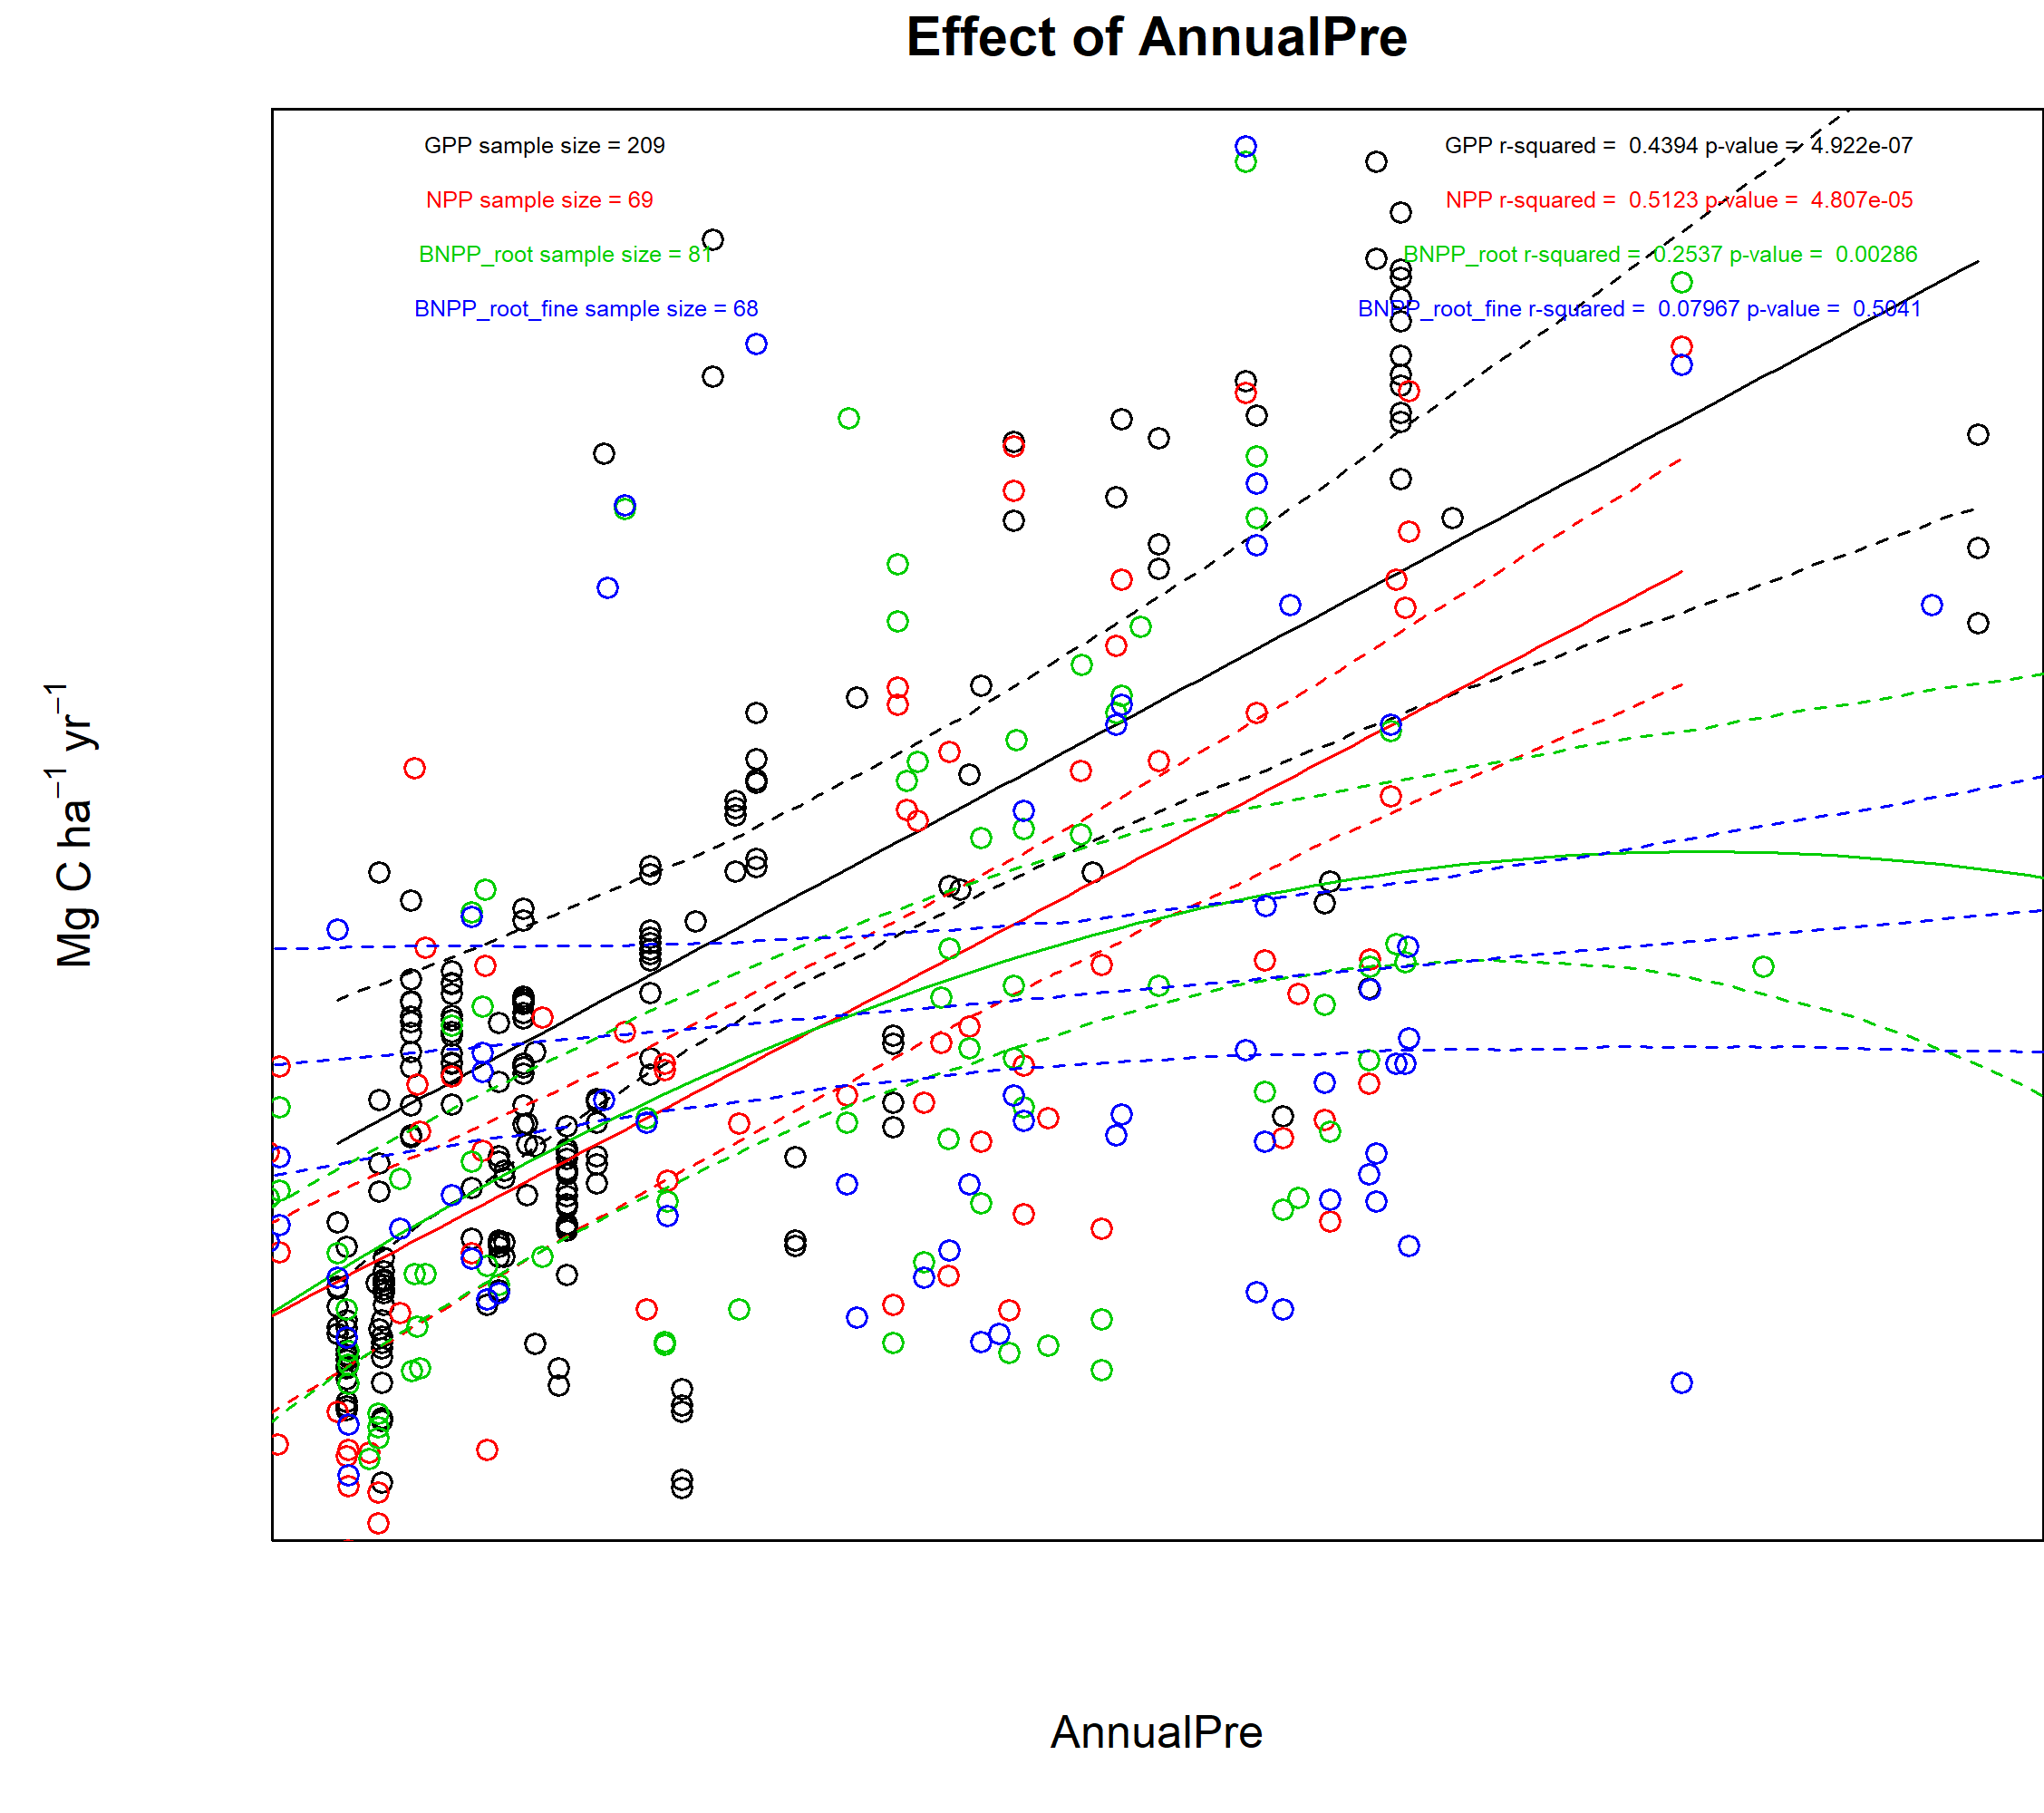 Effect of AnnualPre
GPP sample size = 209
GPP r-squared = 0.4394 p-value = 4.922e-07
NPP sample size = 69
NPP r-squared = 0.5123 p-value = 4.807e-05
BNPP_root sample size = 81
BNPP_root r-squared = 0.2537 p-value = 0.00286
BNPP_root_fine sample size = 68
BNPP_root_fine r-squared = 0.07967 p-value = 0.5041
Mg C ha⁻¹ yr⁻¹
AnnualPre